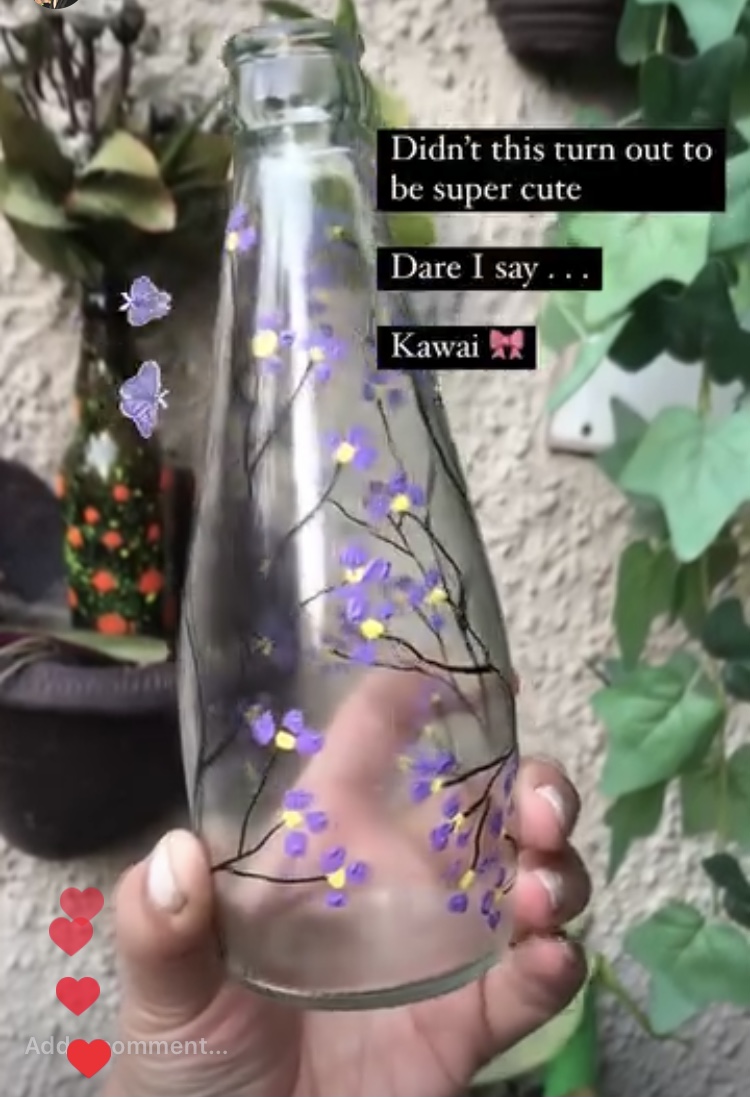 Didn't this turn out to
be super cute
Dare I say . . .
Kawai 🎀
Add comment...